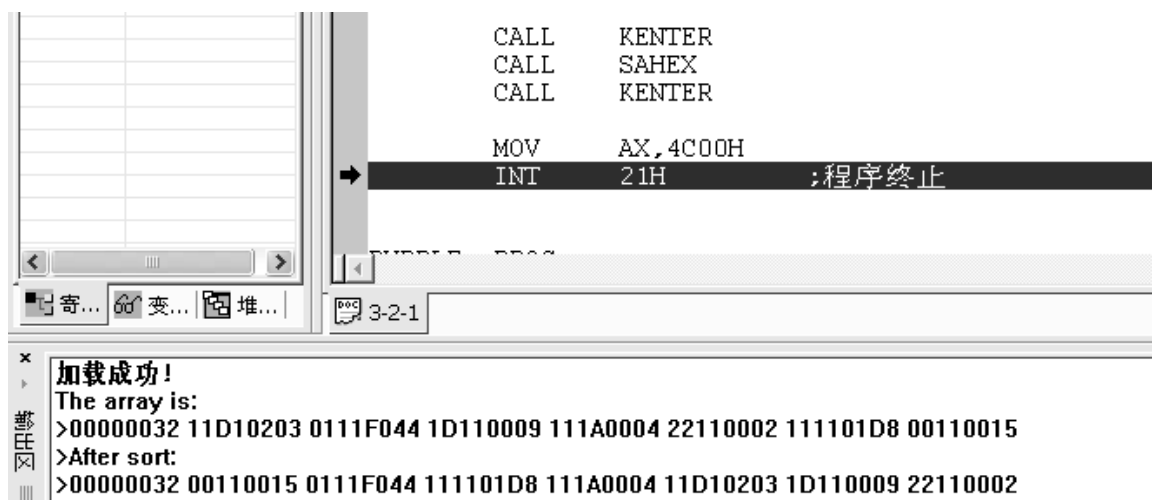 CALL KENTER
CALL SAHEX
CALL KENTER
MOV AX,4C00H
INT 21H ;程序终止
寄... 变... 堆...
3-2-1
加载成功!
The array is:
>00000032 11D10203 0111F044 1D110009 111A0004 22110002 111101D8 00110015
>After sort:
>00000032 00110015 0111F044 111101D8 111A0004 11D10203 1D110009 22110002